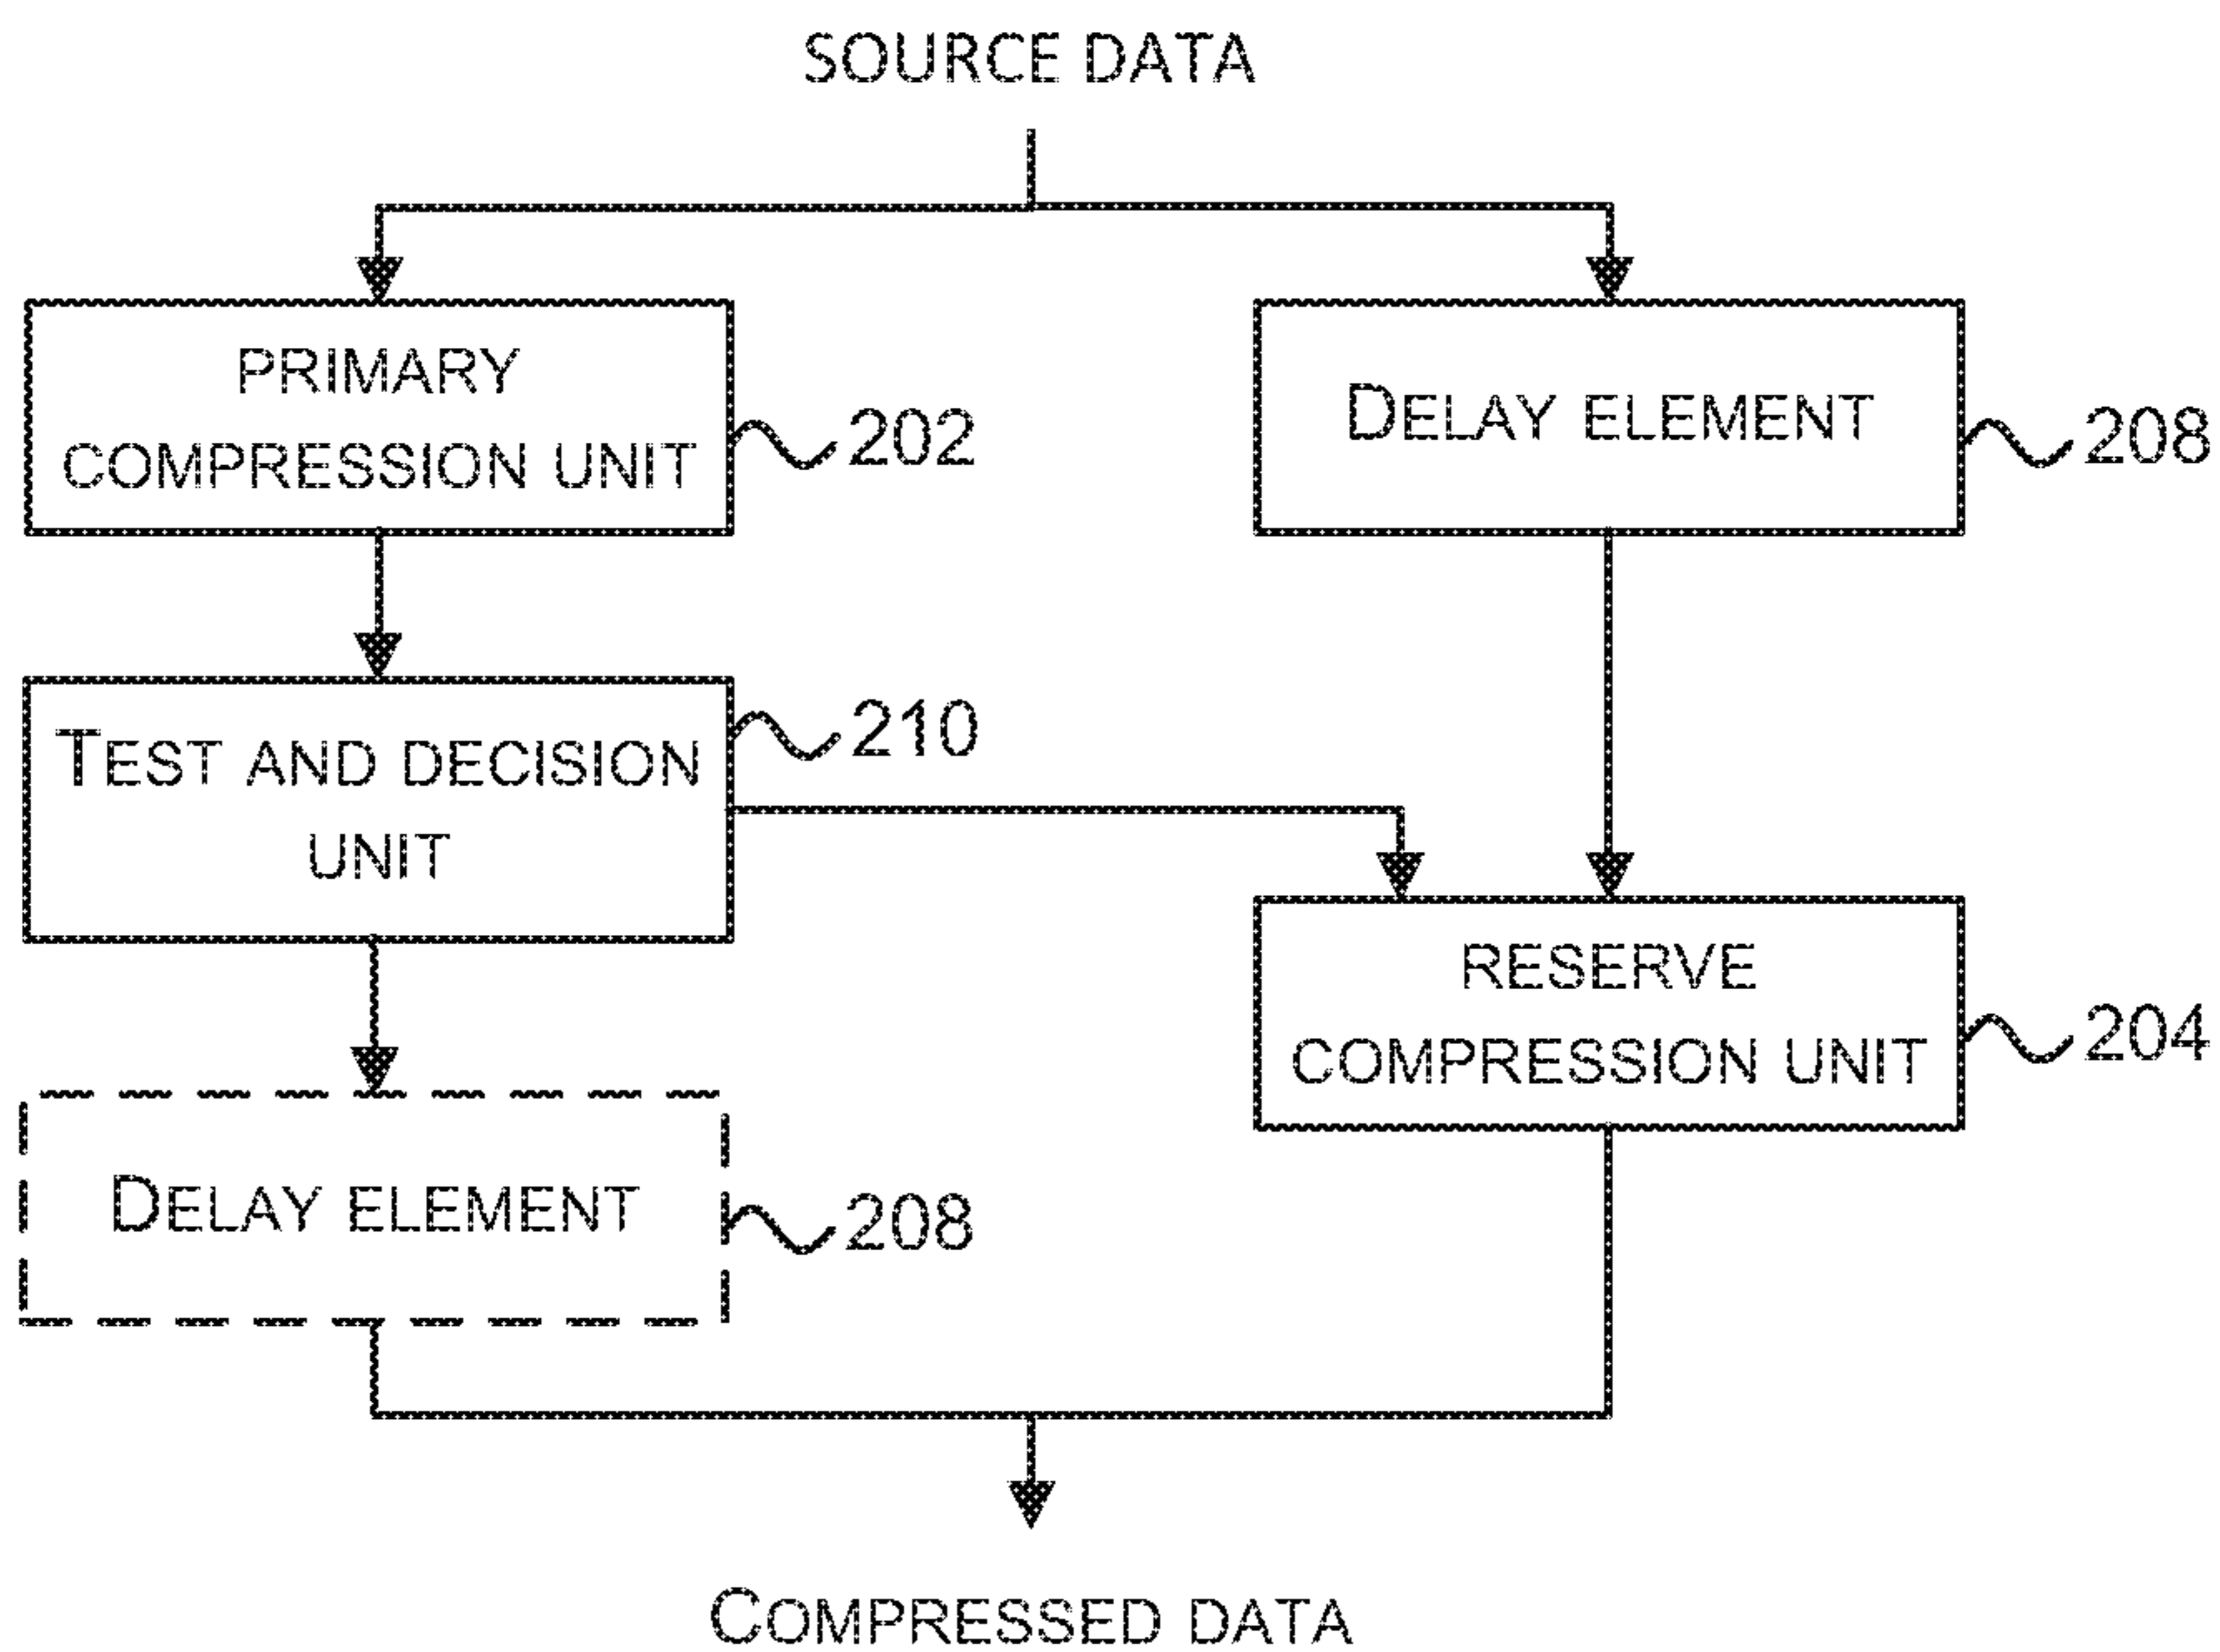 SOURCE DATA
PRIMARY
COMPRESSION UNIT
202
DELAY ELEMENT
208
TEST AND DECISION
UNIT
210
RESERVE
COMPRESSION UNIT
204
DELAY ELEMENT
208
COMPRESSED DATA